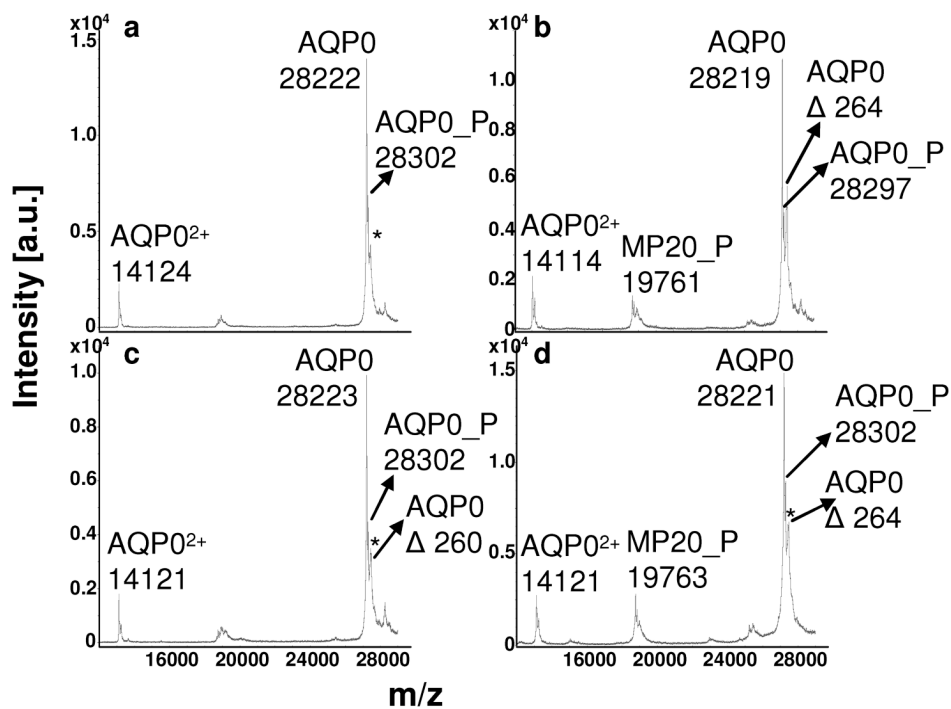 x10⁴
a
1.5
1.0
0.5
0
AQP0
28222
AQP0_P
28302
*
AQP0²⁺
14124
x10⁴
b
1.0
0.8
0.6
0.4
0.2
0
AQP0
28219
AQP0
Δ 264
AQP0_P
28297
AQP0²⁺
14114
MP20_P
19761
x10⁴
c
1.0
0.8
0.6
0.4
0.2
0
AQP0
28223
AQP0_P
28302
AQP0
Δ 260
*
AQP0²⁺
14121
16000 20000 24000 28000
x10⁴
d
1.5
1.0
0.5
0
AQP0
28221
AQP0_P
28302
AQP0
Δ 264
*
AQP0²⁺
14121
MP20_P
19763
16000 20000 24000 28000
Intensity [a.u.]
m/z